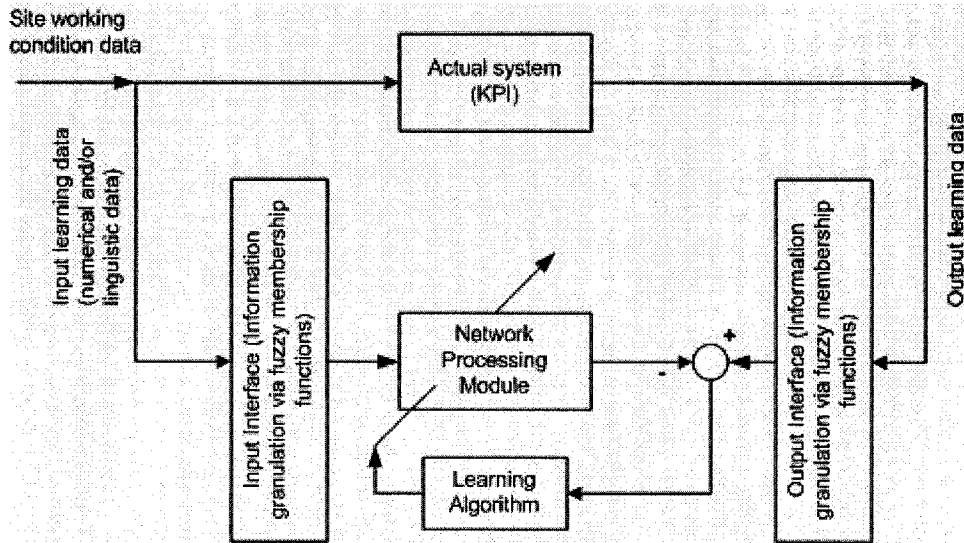 Site working
condition data
Actual system
(KPI)
Input learning data
(numerical and/or
linguistic data)
Input Interface (Information
granulation via fuzzy membership
functions)
Network
Processing
Module
+
-
Learning
Algorithm
Output Interface (Information
granulation via fuzzy membership
functions)
Output learning data